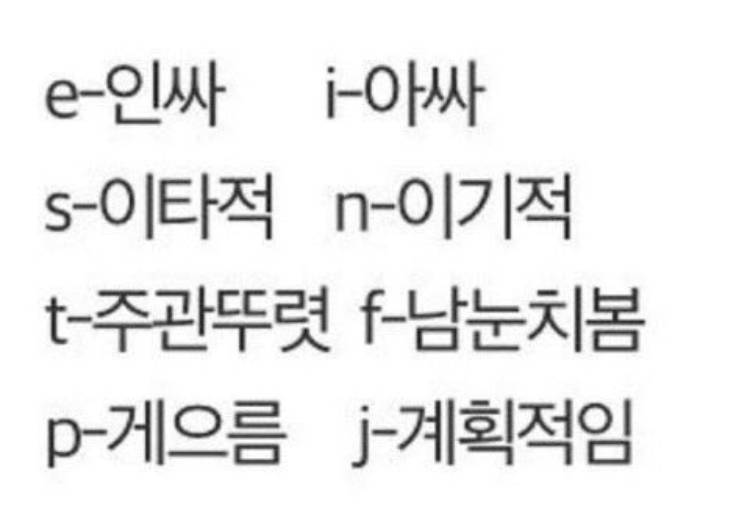 e-인싸 i-아싸
s-이타적 n-이기적
t-주관뚜렷 f-남눈치봄
p-게으름 j-계획적임